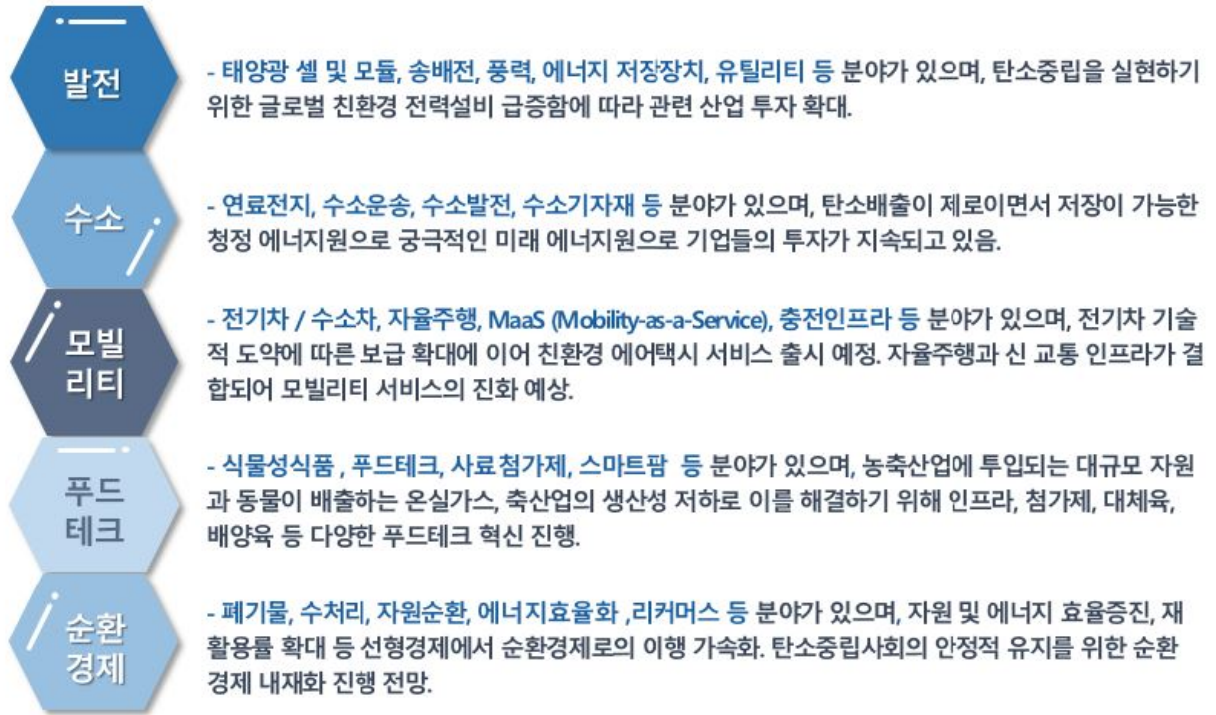 발전
- 태양광 셀 및 모듈, 송배전, 풍력, 에너지 저장장치, 유틸리티 등 분야가 있으며, 탄소중립을 실현하기
위한 글로벌 친환경 전력설비 급증함에 따라 관련 산업 투자 확대.
수소
- 연료전지, 수소운송, 수소발전, 수소기자재 등 분야가 있으며, 탄소배출이 제로이면서 저장이 가능한
청정 에너지원으로 궁극적인 미래 에너지원으로 기업들의 투자가 지속되고 있음.
모빌
리티
- 전기차 / 수소차, 자율주행, MaaS (Mobility-as-a-Service), 충전인프라 등 분야가 있으며, 전기차 기술
적 도약에 따른 보급 확대에 이어 친환경 에어택시 서비스 출시 예정. 자율주행과 신 교통 인프라가 결
합되어 모빌리티 서비스의 진화 예상.
푸드
테크
- 식물성식품 , 푸드테크, 사료첨가제, 스마트팜 등 분야가 있으며, 농축산업에 투입되는 대규모 자원
과 동물이 배출하는 온실가스, 축산업의 생산성 저하로 이를 해결하기 위해 인프라, 첨가제, 대체육,
배양육 등 다양한 푸드테크 혁신 진행.
순환
경제
- 폐기물, 수처리, 자원순환, 에너지효율화 ,리커머스 등 분야가 있으며, 자원 및 에너지 효율증진, 재
활용률 확대 등 선형경제에서 순환경제로의 이행 가속화. 탄소중립사회의 안정적 유지를 위한 순환
경제 내재화 진행 전망.